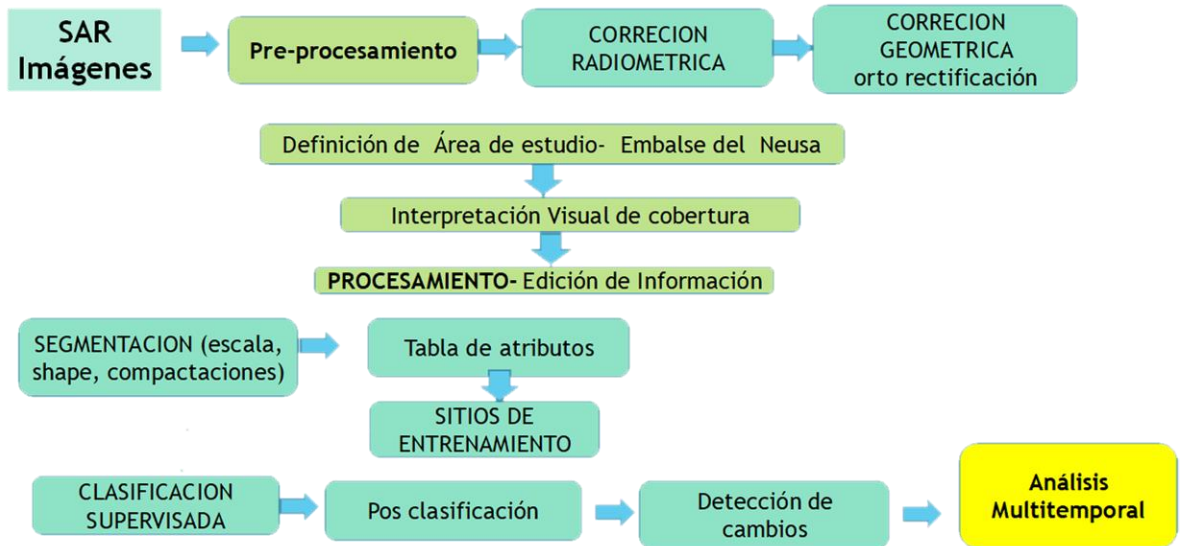 SAR
Imágenes
Pre-procesamiento
CORRECION
RADIOMETRICA
CORRECION
GEOMETRICA
orto rectificación
Definición de Área de estudio- Embalse del Neusa
Interpretación Visual de cobertura
PROCESAMIENTO- Edición de Información
SEGMENTACION (escala,
shape, compactaciones)
Tabla de atributos
SITIOS DE
ENTRENAMIENTO
CLASIFICACION
SUPERVISADA
Pos clasificación
Detección de
cambios
Análisis
Multitemporal